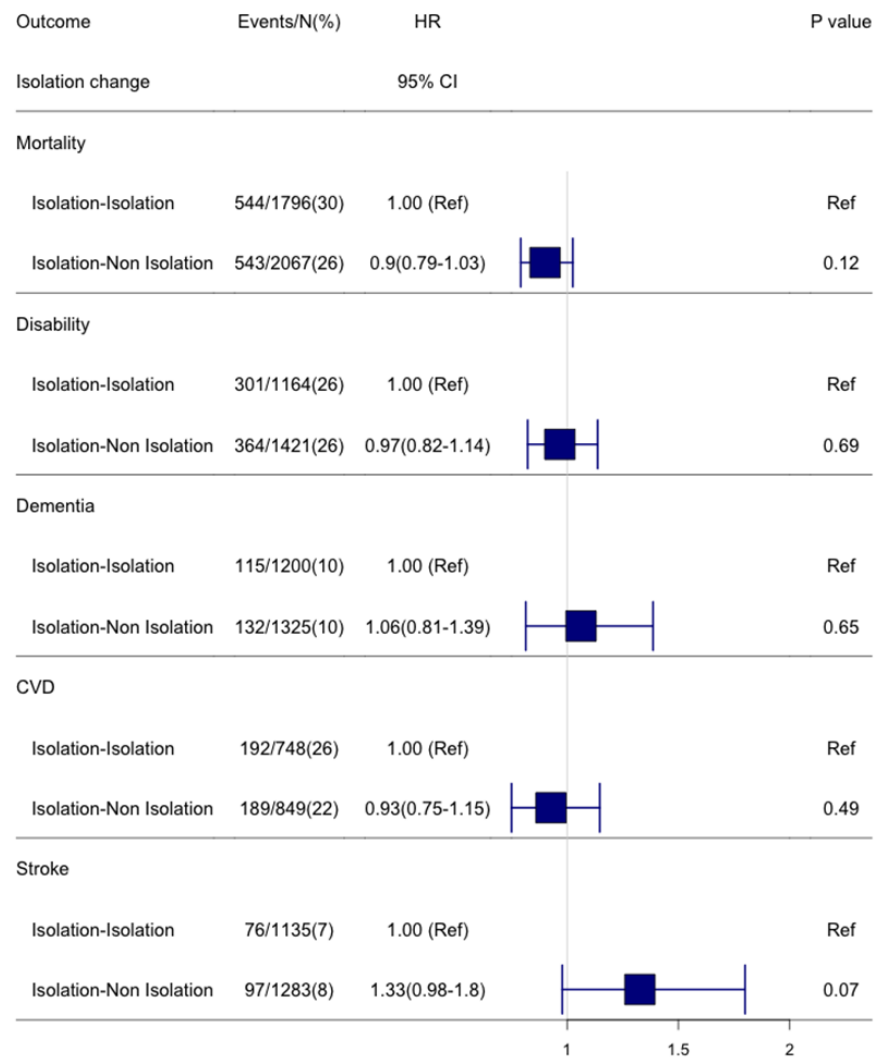 Outcome Events/N(%) HR P value
Isolation change 95% CI
Mortality
Isolation-Isolation 544/1796(30) 1.00 (Ref) Ref
Isolation-Non Isolation 543/2067(26) 0.9(0.79-1.03) 0.12
Disability
Isolation-Isolation 301/1164(26) 1.00 (Ref) Ref
Isolation-Non Isolation 364/1421(26) 0.97(0.82-1.14) 0.69
Dementia
Isolation-Isolation 115/1200(10) 1.00 (Ref) Ref
Isolation-Non Isolation 132/1325(10) 1.06(0.81-1.39) 0.65
CVD
Isolation-Isolation 192/748(26) 1.00 (Ref) Ref
Isolation-Non Isolation 189/849(22) 0.93(0.75-1.15) 0.49
Stroke
Isolation-Isolation 76/1135(7) 1.00 (Ref) Ref
Isolation-Non Isolation 97/1283(8) 1.33(0.98-1.8) 0.07
1 1.5 2